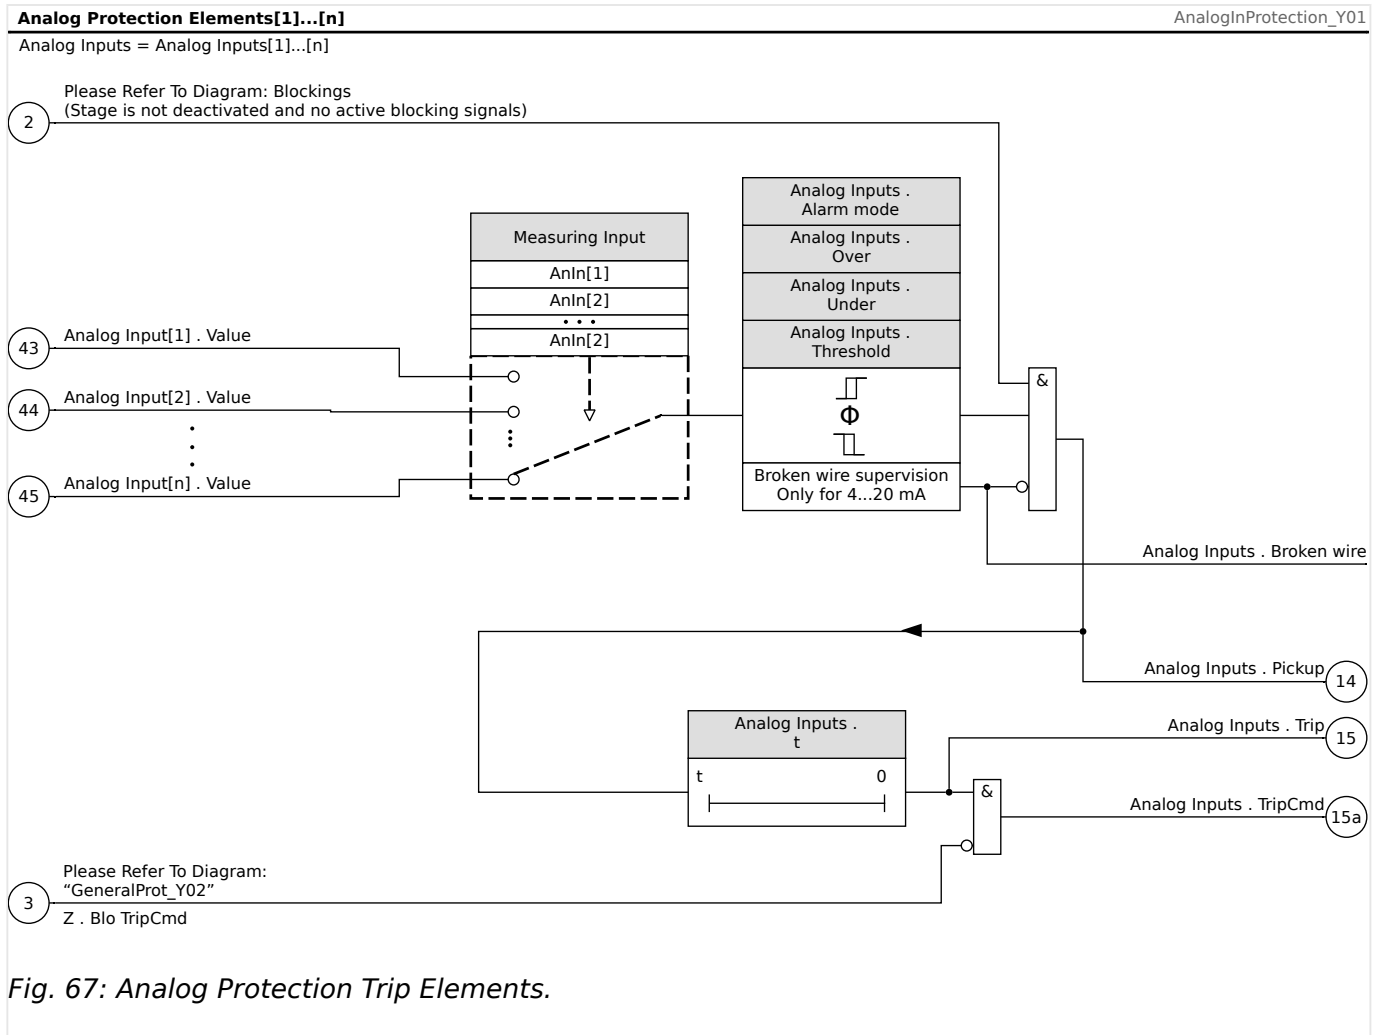 Analog Protection Elements[1]...[n]
AnalogInProtection_Y01
Analog Inputs = Analog Inputs[1]...[n]
Please Refer To Diagram: Blockings
(Stage is not deactivated and no active blocking signals)
2
Analog Inputs .
Alarm mode
Measuring Input
Analog Inputs .
Over
AnIn[1]
Analog Inputs .
Under
AnIn[2]
• • •
AnIn[2]
Analog Inputs .
Threshold
43
Analog Input[1] . Value
44
Analog Input[2] . Value
45
Analog Input[n] . Value
&
Φ
Broken wire supervision
Only for 4...20 mA
Analog Inputs . Broken wire
Analog Inputs . Pickup
14
Analog Inputs .
t
t 0
Analog Inputs . Trip
15
&
Analog Inputs . TripCmd
15a
Please Refer To Diagram:
“GeneralProt_Y02”
3
Z . Blo TripCmd
Fig. 67: Analog Protection Trip Elements.